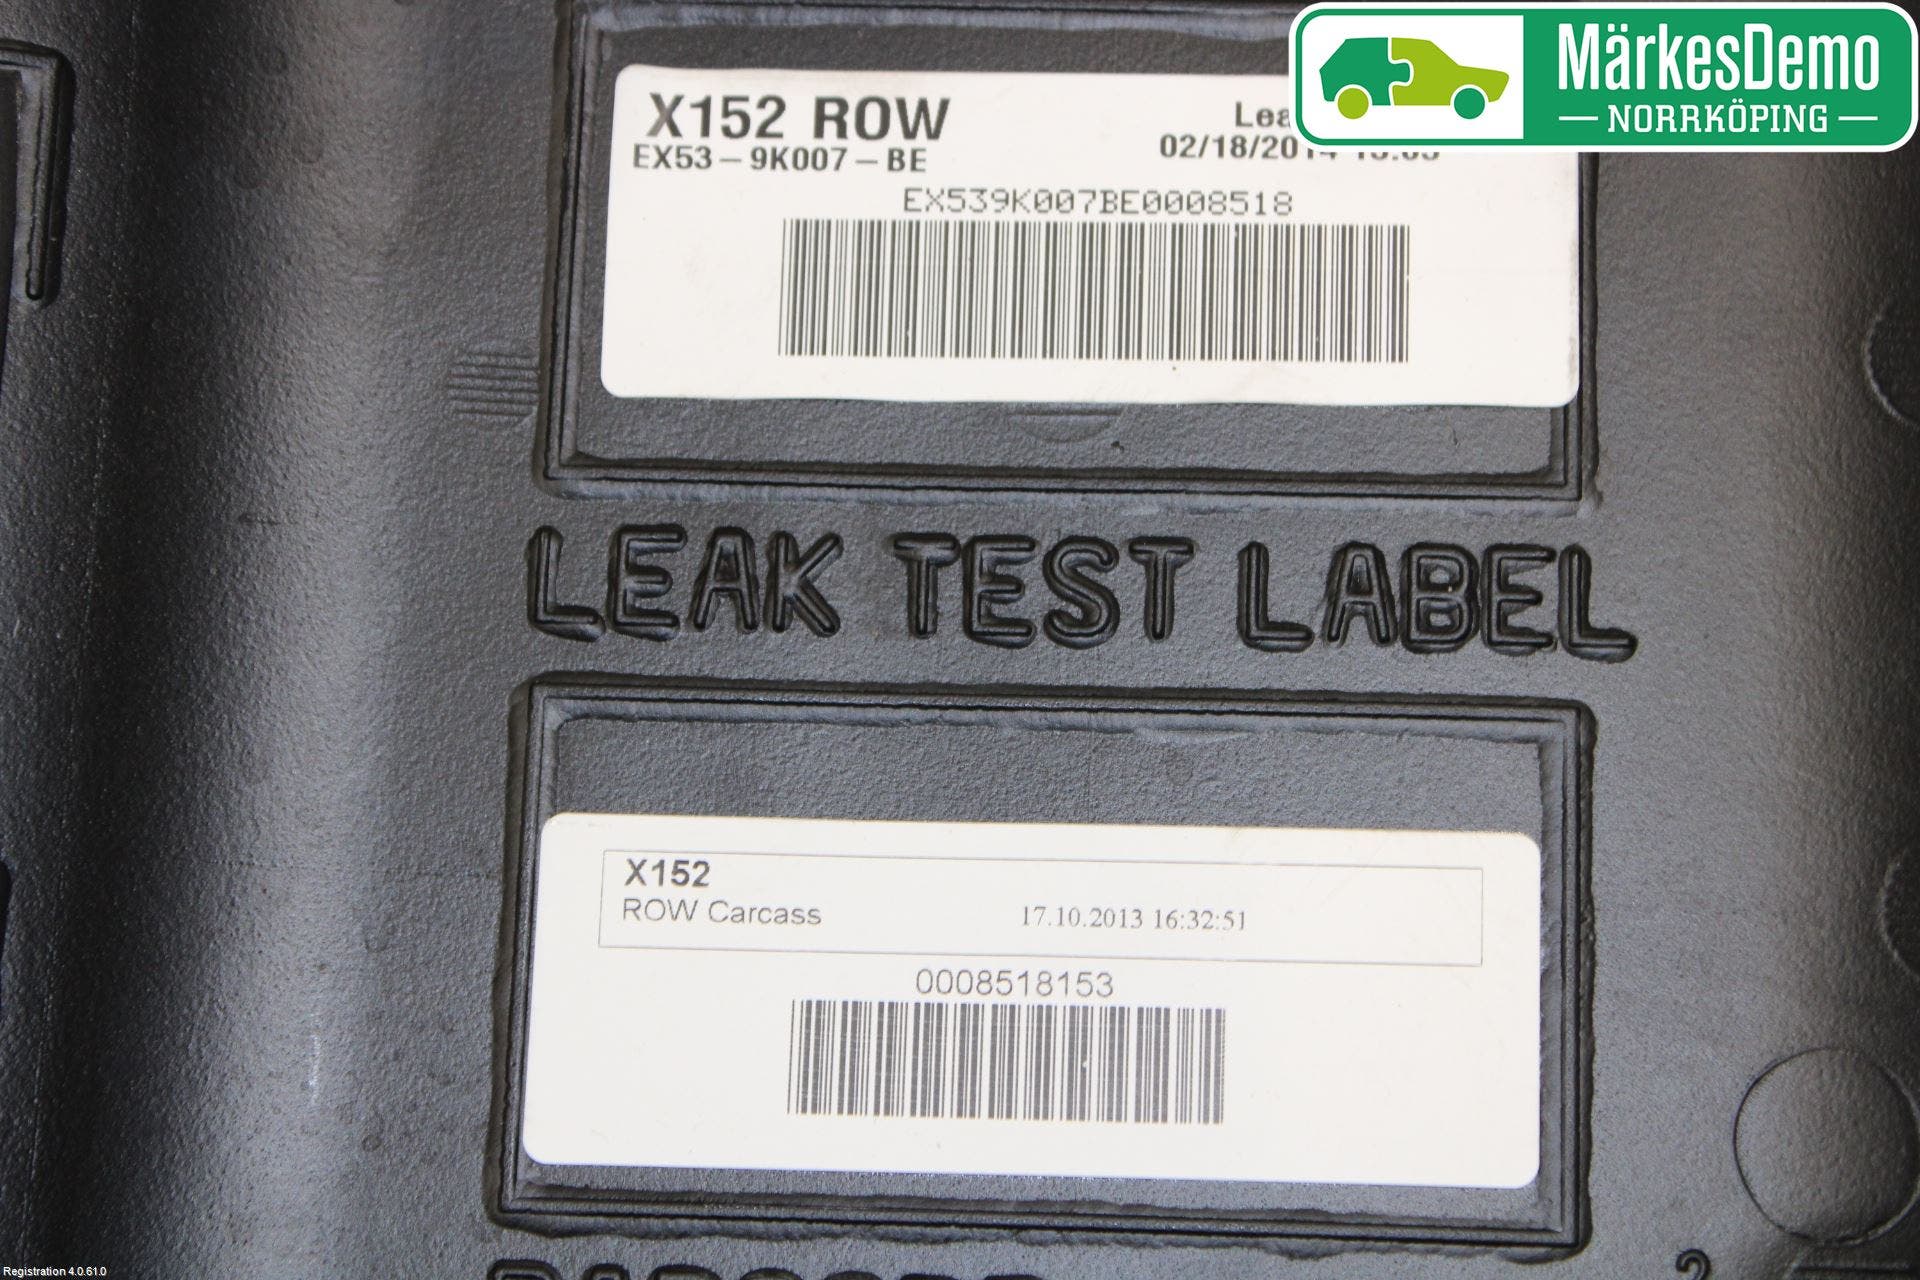 MärkesDemo
NORRKÖPING
X152 ROW
EX53-9K007-BE
EX539K007BE0008518
LEAK TEST LABEL
X152
ROW Carcass 17.10.2013 16:32:51
0008518153
2
Registration 4.0.61.0